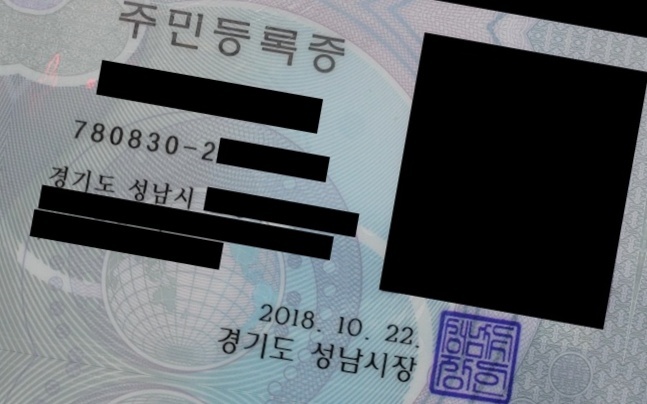 주민등록증
780830-2
경기도 성남시
2018. 10. 22.
경기도 성남시장